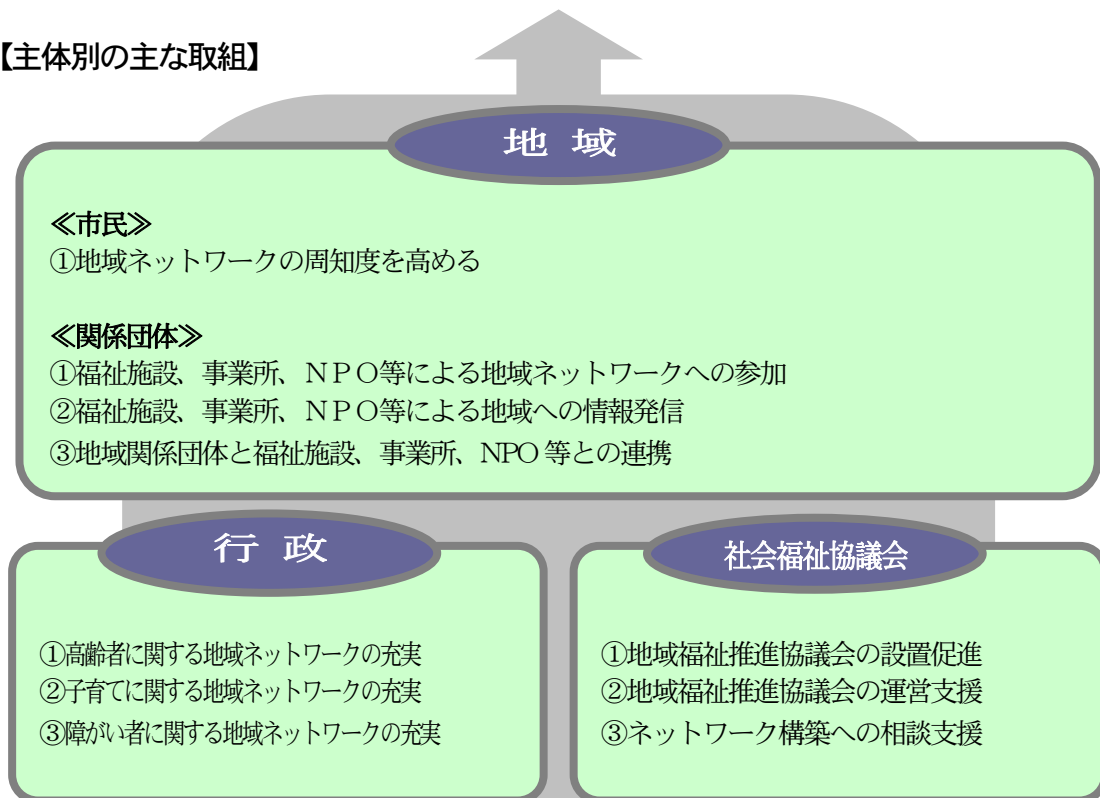 【主体別の主な取組】
地 域
≪市民≫
①地域ネットワークの周知度を高める
≪関係団体≫
①福祉施設、事業所、ＮＰＯ等による地域ネットワークへの参加
②福祉施設、事業所、ＮＰＯ等による地域への情報発信
③地域関係団体と福祉施設、事業所、NPO 等との連携
行 政
①高齢者に関する地域ネットワークの充実
②子育てに関する地域ネットワークの充実
③障がい者に関する地域ネットワークの充実
社会福祉協議会
①地域福祉推進協議会の設置促進
②地域福祉推進協議会の運営支援
③ネットワーク構築への相談支援